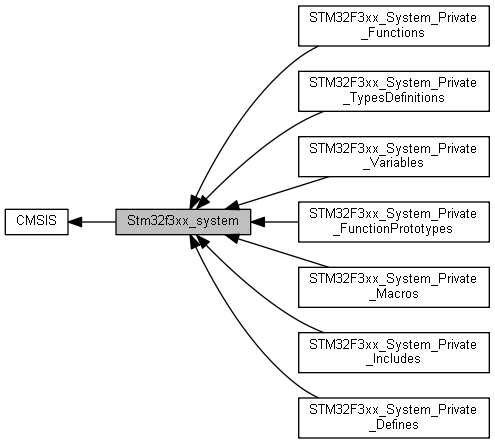 STM32F3xx_System_Private
_Functions
STM32F3xx_System_Private
_TypesDefinitions
STM32F3xx_System_Private
_Variables
CMSIS
Stm32f3xx_system
STM32F3xx_System_Private
_FunctionPrototypes
STM32F3xx_System_Private
_Macros
STM32F3xx_System_Private
_Includes
STM32F3xx_System_Private
_Defines